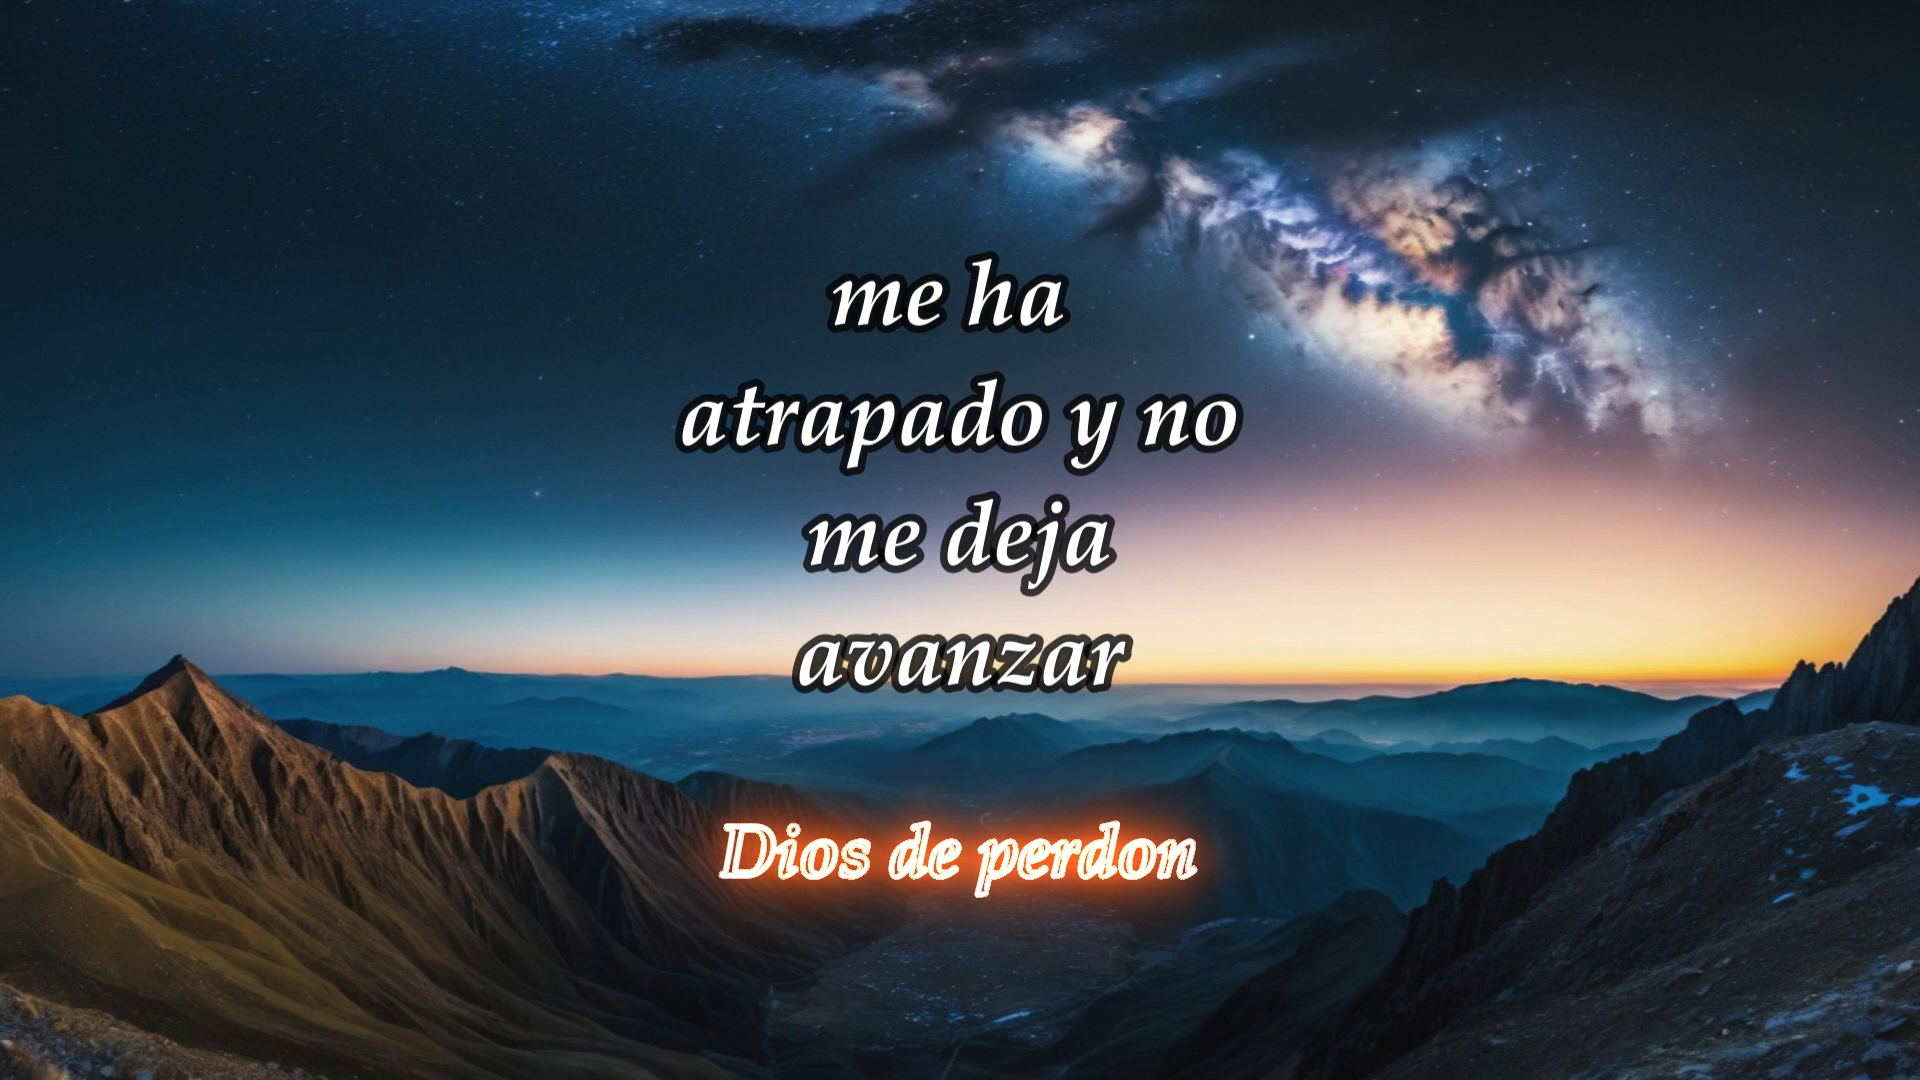 me ha
atrapado y no
me deja
avanzar
Dios de perdon